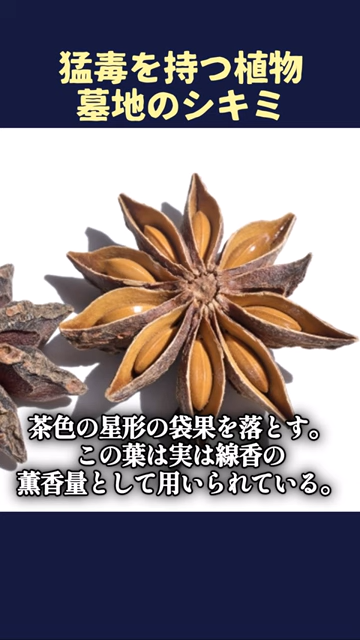 猛毒を持つ植物
墓地のシキミ
茶色の星形の袋果を落とす。
この葉は実は線香の
薫香量として用いられている。